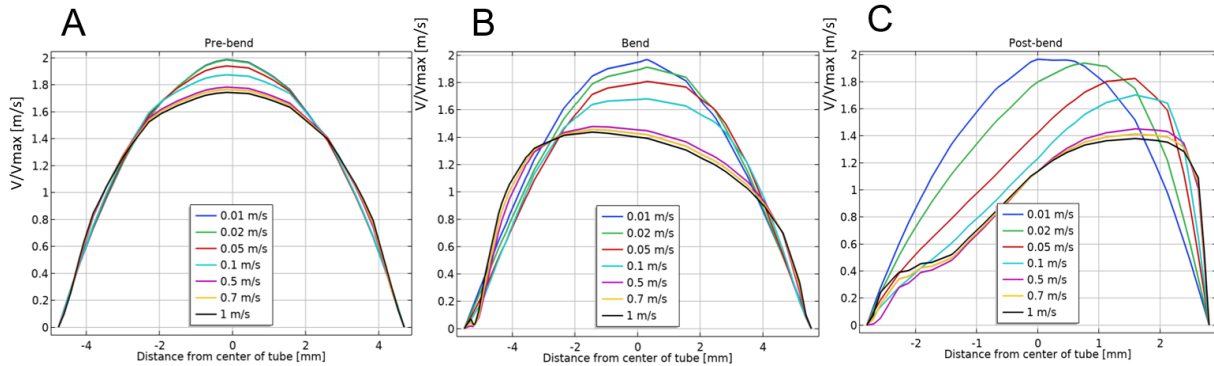 A
Pre-bend
V/Vmax [m/s]
2
1.8
1.6
1.4
1.2
1
0.8
0.6
0.4
0.2
0
0.01 m/s
0.02 m/s
0.05 m/s
0.1 m/s
0.5 m/s
0.7 m/s
1 m/s
-4
-2
0
2
4
Distance from center of tube [mm]
B
Bend
V/Vmax [m/s]
2
1.8
1.6
1.4
1.2
1
0.8
0.6
0.4
0.2
0
0.01 m/s
0.02 m/s
0.05 m/s
0.1 m/s
0.5 m/s
0.7 m/s
1 m/s
-4
-2
0
2
4
Distance from center of tube [mm]
C
Post-bend
V/Vmax [m/s]
2
1.8
1.6
1.4
1.2
1
0.8
0.6
0.4
0.2
0
0.01 m/s
0.02 m/s
0.05 m/s
0.1 m/s
0.5 m/s
0.7 m/s
1 m/s
-2
-1
0
1
2
Distance from center of tube [mm]